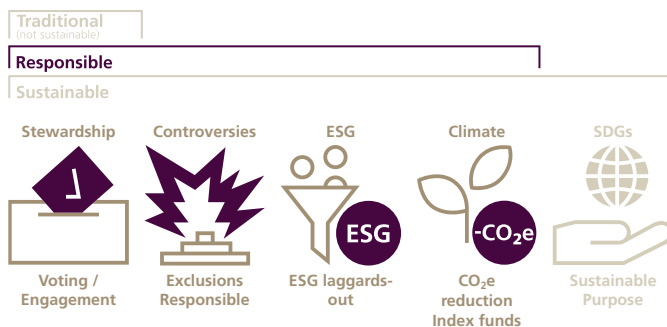 Traditional
(not sustainable)
Responsible
Sustainable
Stewardship
Controversies
ESG
Climate
SDGs
ESG
-CO₂e
Voting /
Engagement
Exclusions
Responsible
ESG laggards-
out
CO₂e
reduction
Index funds
Sustainable
Purpose